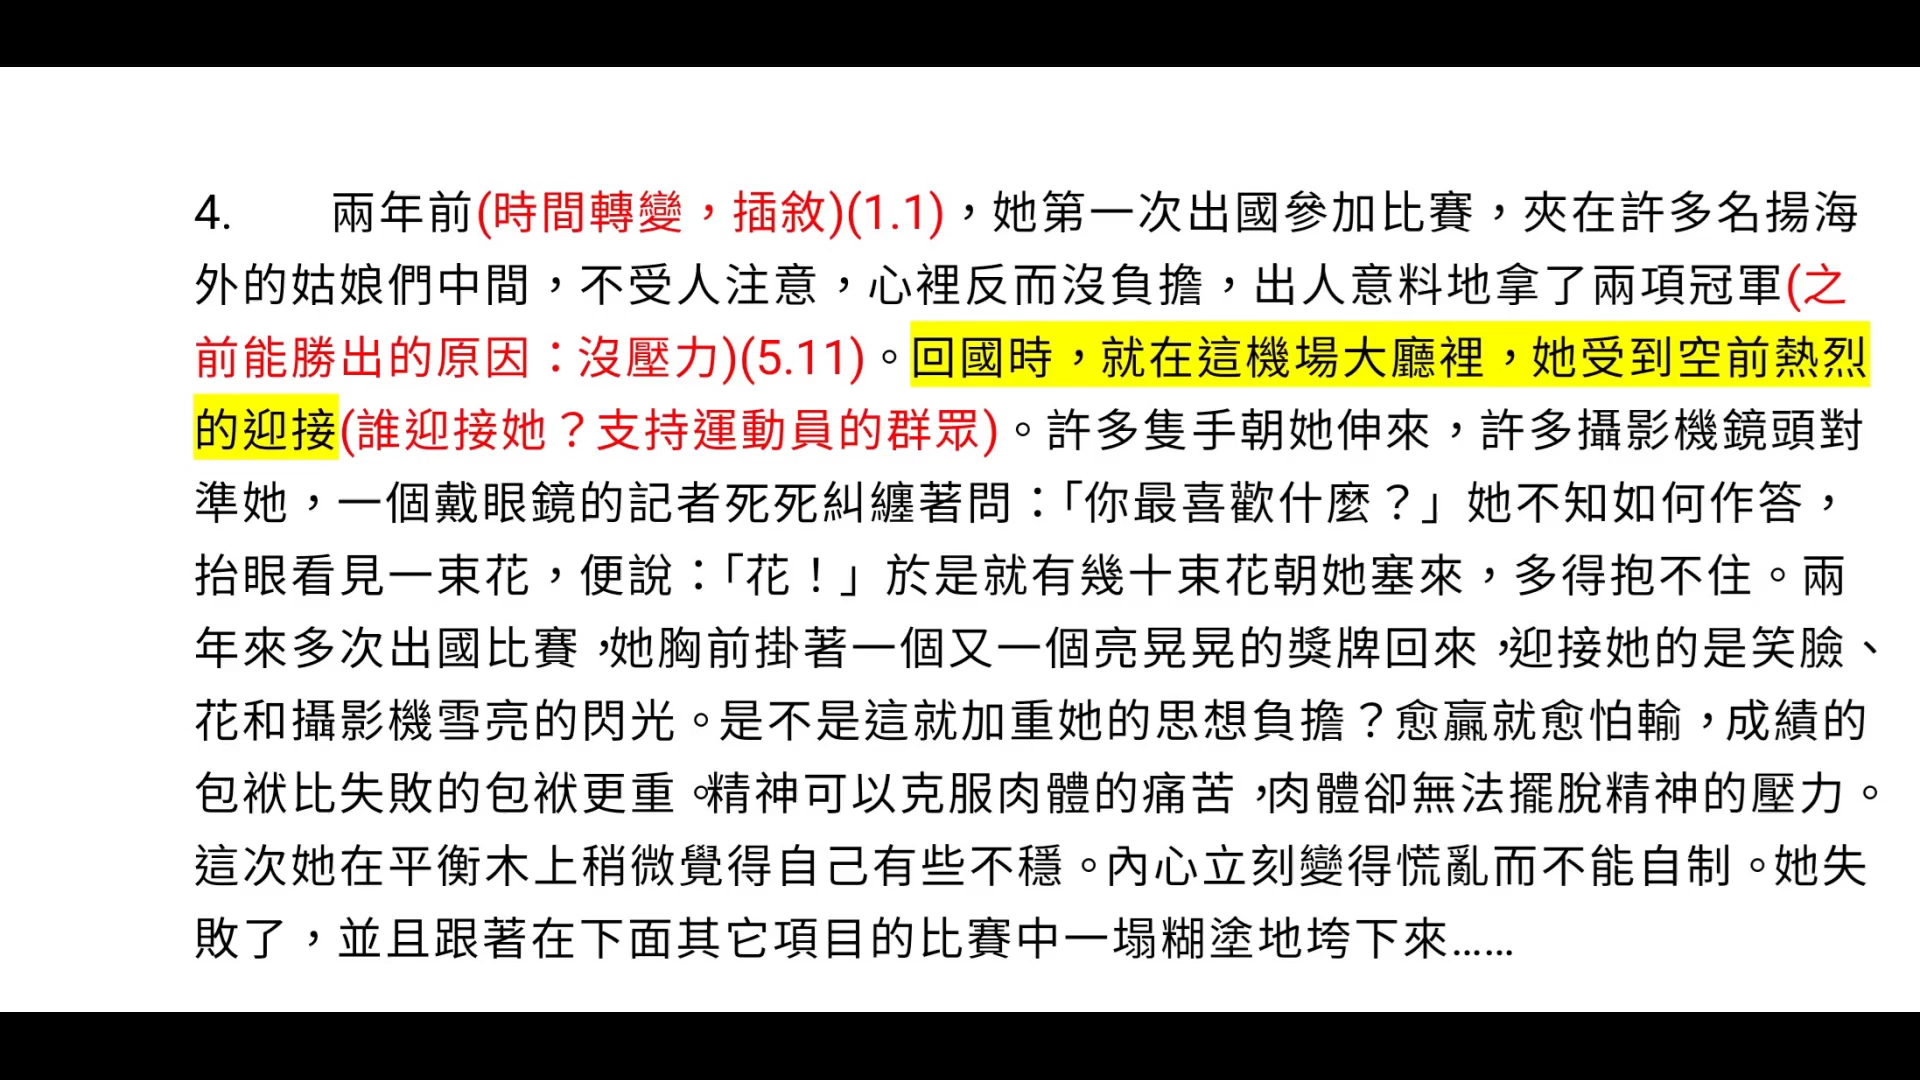 4. 兩年前(時間轉變，插敘)(1.1)，她第一次出國參加比賽，夾在許多名揚海
外的姑娘們中間，不受人注意，心裡反而沒負擔，出人意料地拿了兩項冠軍(之
前能勝出的原因：沒壓力)(5.11)。回國時，就在這機場大廳裡，她受到空前熱烈
的迎接(誰迎接她？支持運動員的群眾)。許多隻手朝她伸來，許多攝影機鏡頭對
準她，一個戴眼鏡的記者死死糾纏著問：「你最喜歡什麼？」她不知如何作答，
抬眼看見一束花，便說：「花！」於是就有幾十束花朝她塞來，多得抱不住。兩
年來多次出國比賽，她胸前掛著一個又一個亮晃晃的獎牌回來，迎接她的是笑臉、
花和攝影機雪亮的閃光。是不是這就加重她的思想負擔？愈贏就愈怕輸，成績的
包袱比失敗的包袱更重。精神可以克服肉體的痛苦，肉體卻無法擺脫精神的壓力。
這次她在平衡木上稍微覺得自己有些不穩。內心立刻變得慌亂而不能自制。她失
敗了，並且跟著在下面其它項目的比賽中一塌糊塗地垮下來……